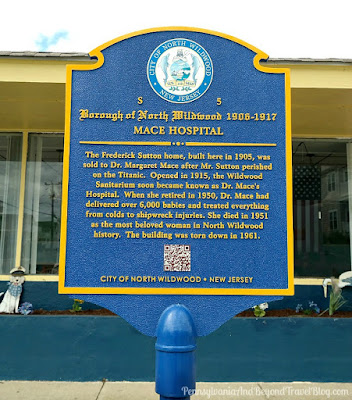 CITY OF NORTH WILDWOOD
NEW JERSEY
S 5
Borough of North Wildwood 1906-1917
MACE HOSPITAL
The Frederick Sutton home, built here in 1905, was
sold to Dr. Margaret Mace after Mr. Sutton perished
on the Titanic. Opened in 1915, the Wildwood
Sanitarium soon became known as Dr. Mace's
Hospital. When she retired in 1950, Dr. Mace had
delivered over 6,000 babies and treated everything
from colds to shipwreck injuries. She died in 1951
as the most beloved woman in North Wildwood
history. The building was torn down in 1961.
CITY OF NORTH WILDWOOD • NEW JERSEY
PennsylvaniaAndBeyondTravelBlog.com